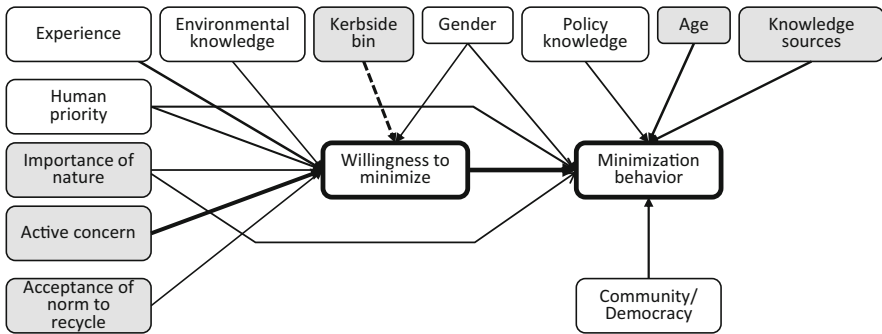 Experience
Environmental
knowledge
Kerbside
bin
Gender
Policy
knowledge
Age
Knowledge
sources
Human
priority
Importance of
nature
Willingness to
minimize
Minimization
behavior
Active concern
Acceptance of
norm to
recycle
Community/
Democracy